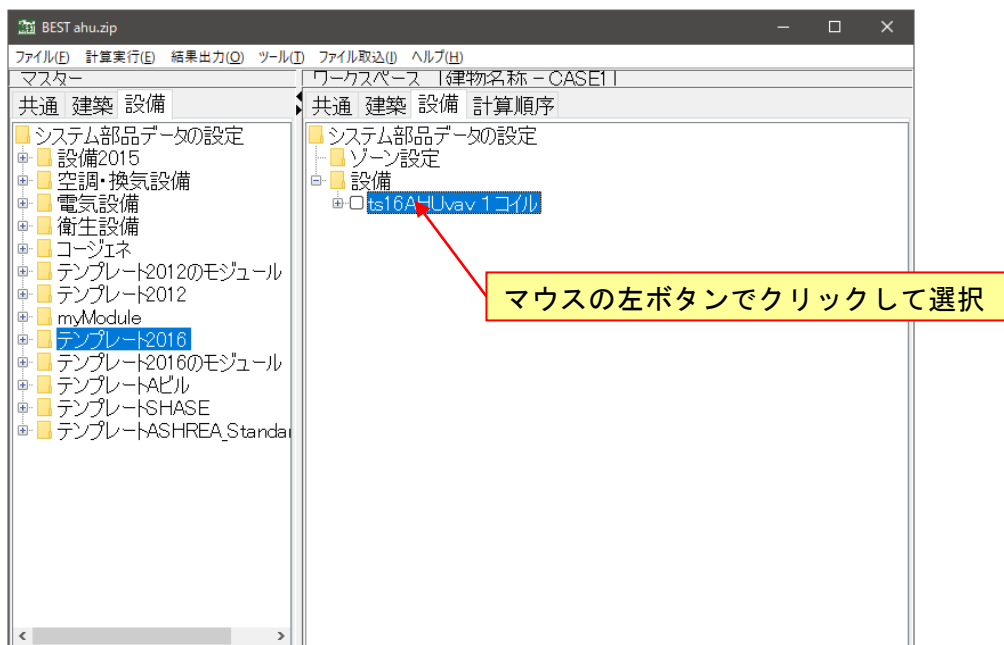 BEST ahu.zip
ファイル(F) 計算実行(E) 結果出力(O) ツール(T) ファイル取込(I) ヘルプ(H)
マスター
共通 建築 設備
システム部品データの設定
設備2015
空調・換気設備
電気設備
衛生設備
コージェネ
テンプレート2012のモジュール
テンプレート2012
myModule
テンプレート2016
テンプレート2016のモジュール
テンプレートAビル
テンプレートSHASE
テンプレートASHREA_Standar
ワークスペース [建物名称 - CASE1]
共通 建築 設備 計算順序
システム部品データの設定
ゾーン設定
設備
ts16AHUvav 1コイル
マウスの左ボタンでクリックして選択